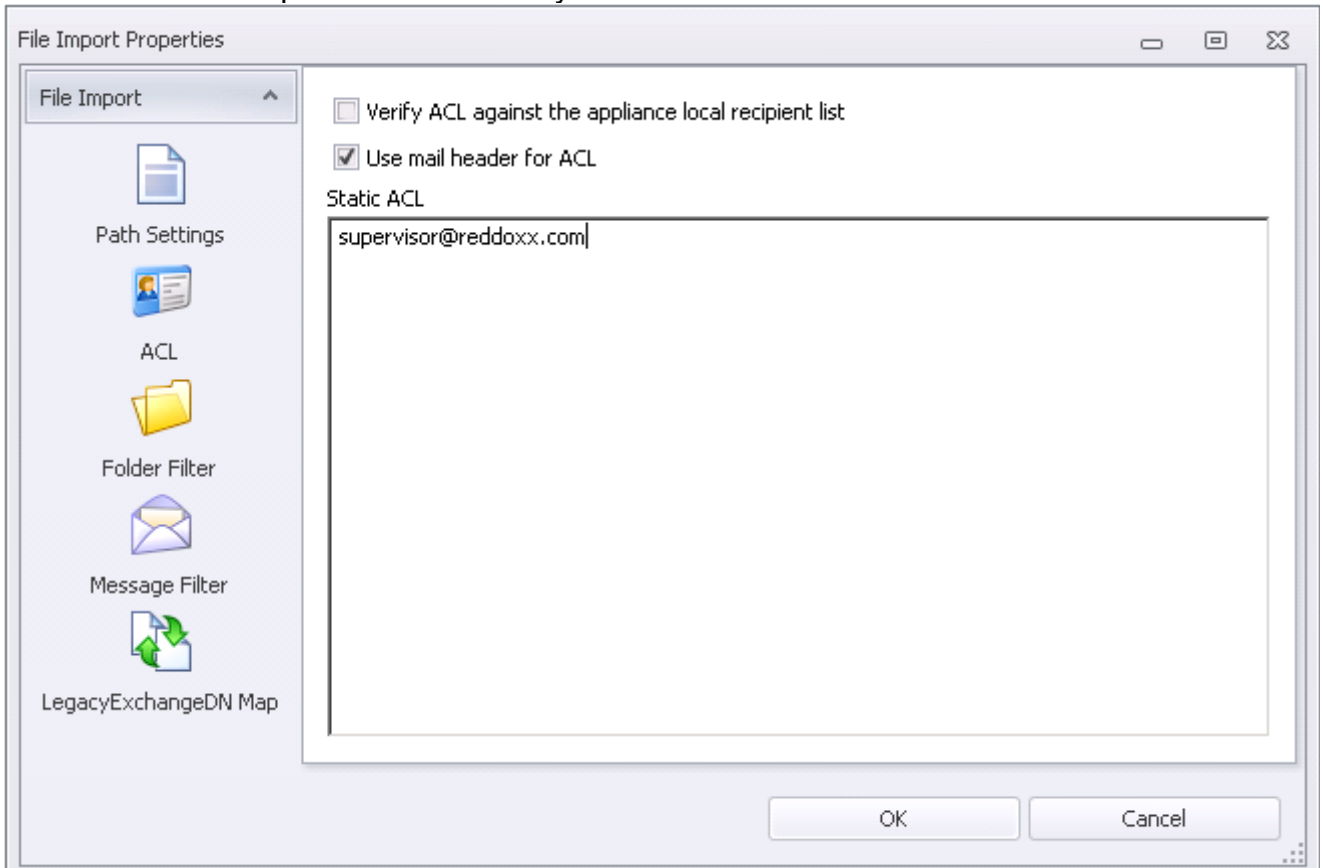 File Import Properties
File Import
Path Settings
ACL
Folder Filter
Message Filter
LegacyExchangeDN Map
Verify ACL against the appliance local recipient list
Use mail header for ACL
Static ACL
supervisor@reddoxx.com
OK
Cancel